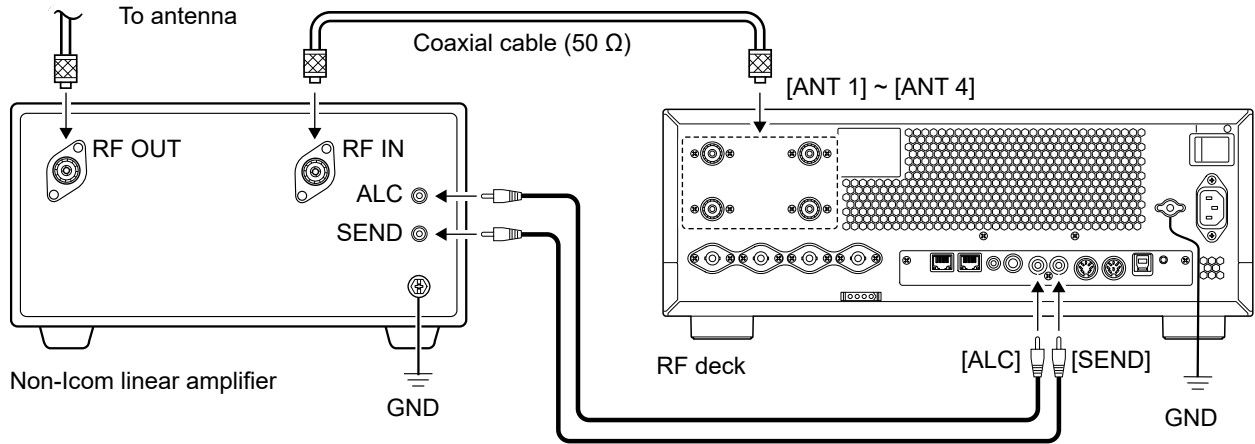 To antenna
Coaxial cable (50 Ω)
[ANT 1] ~ [ANT 4]
RF OUT
RF IN
ALC
SEND
Non-Icom linear amplifier
GND
RF deck
[ALC]
[SEND]
GND